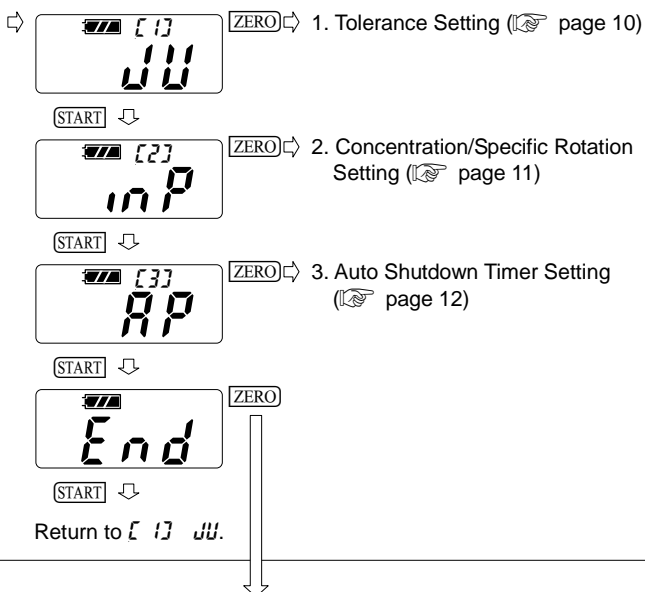 [1] ZERO 1. Tolerance Setting (page 10)
JU
START
[2] ZERO 2. Concentration/Specific Rotation
inP Setting (page 11)
START
[3] ZERO 3. Auto Shutdown Timer Setting
AP (page 12)
START
ZERO
End
START
Return to [1] JU.